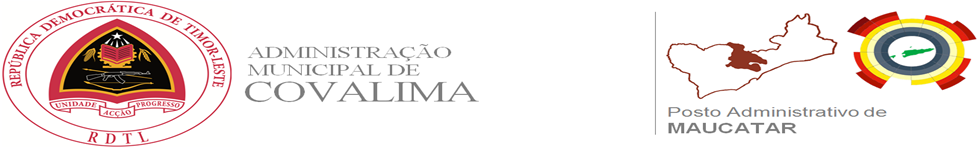 REPÚBLICA DEMOCRÁTICA DE TIMOR-LESTE
UNIDADE ACÇÃO PROGRESSO
RDTL
ADMINISTRAÇÃO
MUNICIPAL DE
COVALIMA
Posto Administrativo de
MAUCATAR